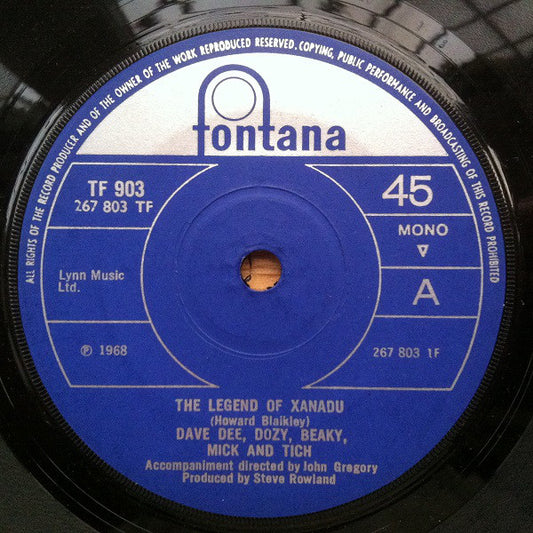 ALL RIGHTS OF THE RECORD PRODUCER AND OF THE OWNER OF THE WORK REPRODUCED RESERVED. COPYING, PUBLIC PERFORMANCE AND BROADCASTING OF THIS RECORD PROHIBITED
fontana
TF 903
267 803 TF
45
MONO
Lynn Music
Ltd.
A
℗ 1968
267 803 1F
THE LEGEND OF XANADU
(Howard Blaikley)
DAVE DEE, DOZY, BEAKY,
MICK AND TICH
Accompaniment directed by John Gregory
Produced by Steve Rowland